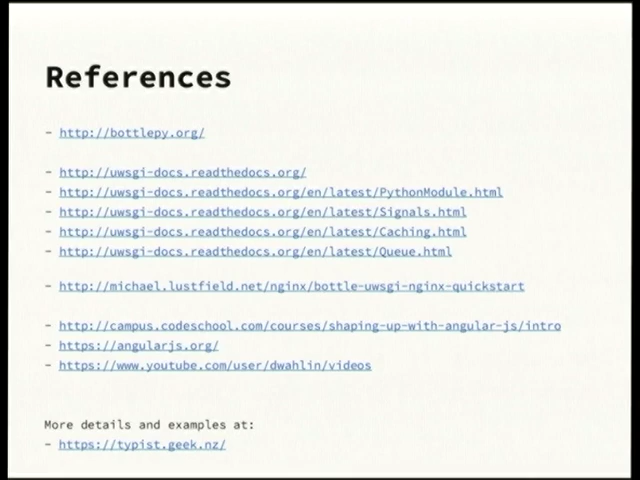 References
- http://bottlepy.org/
- http://uwsgi-docs.readthedocs.org/
- http://uwsgi-docs.readthedocs.org/en/latest/PythonModule.html
- http://uwsgi-docs.readthedocs.org/en/latest/Signals.html
- http://uwsgi-docs.readthedocs.org/en/latest/Caching.html
- http://uwsgi-docs.readthedocs.org/en/latest/Queue.html
- http://michael.lustfield.net/nginx/bottle-uwsgi-nginx-quickstart
- http://campus.codeschool.com/courses/shaping-up-with-angular-js/intro
- https://angularjs.org/
- https://www.youtube.com/user/dwahlin/videos
More details and examples at:
- https://typist.geek.nz/